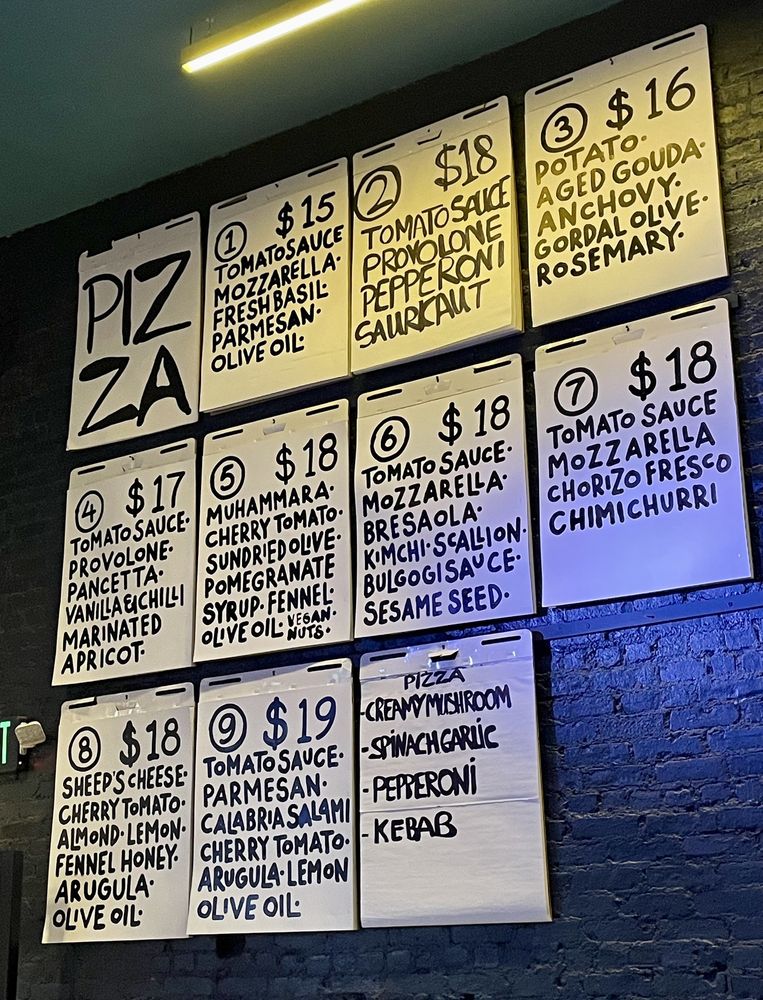 PIZ
ZA
① $15
TOMATO SAUCE
MOZZARELLA·
FRESH BASIL·
PARMESAN·
OLIVE OIL·
② $18
TOMATO SAUCE
PROVOLONE
PEPPERONI
SAURKAUT
③ $16
POTATO·
AGED GOUDA·
ANCHOVY·
GORDAL OLIVE·
ROSEMARY·
④ $17
TOMATO SAUCE·
PROVOLONE·
PANCETTA·
VANILLA & CHILLI
MARINATED
APRICOT·
⑤ $18
MUHAMMARA·
CHERRY TOMATO·
SUNDRIED OLIVE·
POMEGRANATE
SYRUP· FENNEL·
OLIVE OIL· VEGAN·
NUTS·
⑥ $18
TOMATO SAUCE·
MOZZARELLA·
BRESAOLA·
KIMCHI· SCALLION·
BULGOGI SAUCE·
SESAME SEED·
⑦ $18
TOMATO SAUCE
MOZZARELLA
CHORIZO FRESCO
CHIMICHURRI
⑧ $18
SHEEP'S CHEESE·
CHERRY TOMATO·
ALMOND· LEMON·
FENNEL HONEY·
ARUGULA·
OLIVE OIL·
⑨ $19
TOMATO SAUCE·
PARMESAN·
CALABRIA SALAMI
CHERRY TOMATO·
ARUGULA· LEMON
OLIVE OIL·
PIZZA
-CREAMY MUSHROOM
-SPINACH GARLIC
-PEPPERONI
-KEBAB